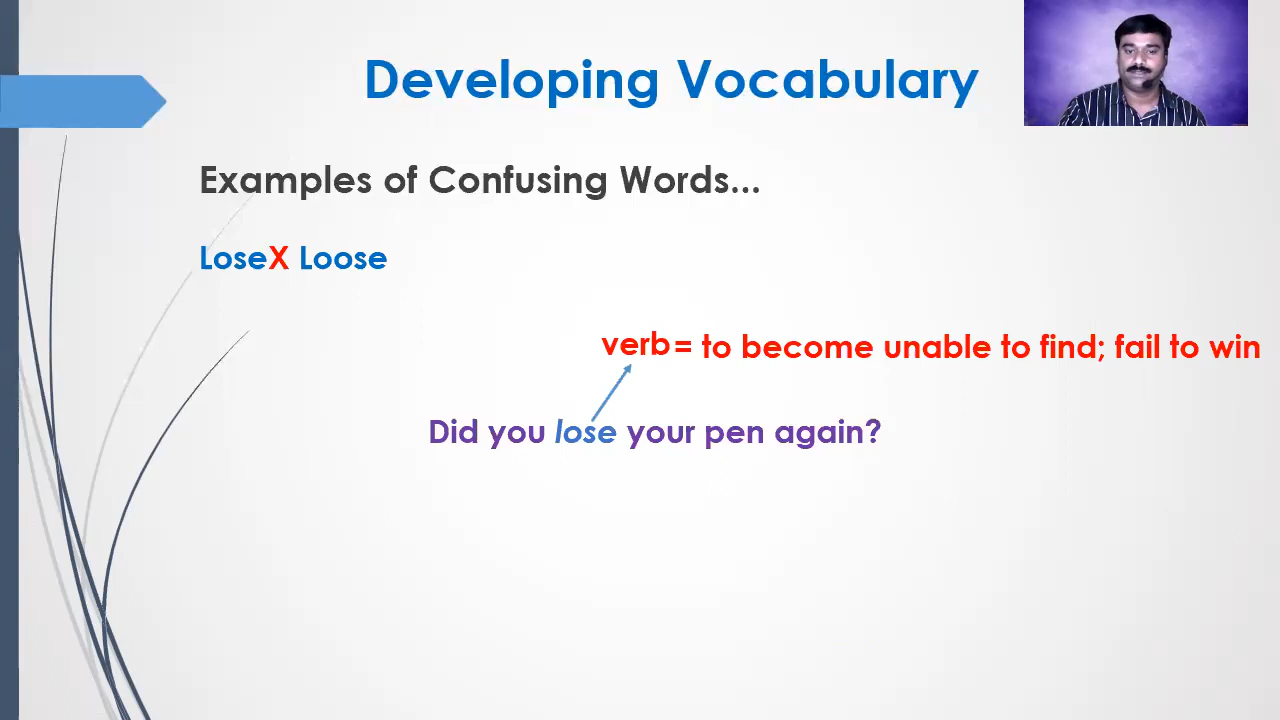 Developing Vocabulary
Examples of Confusing Words...
LoseX Loose
verb= to become unable to find; fail to win
Did you lose your pen again?